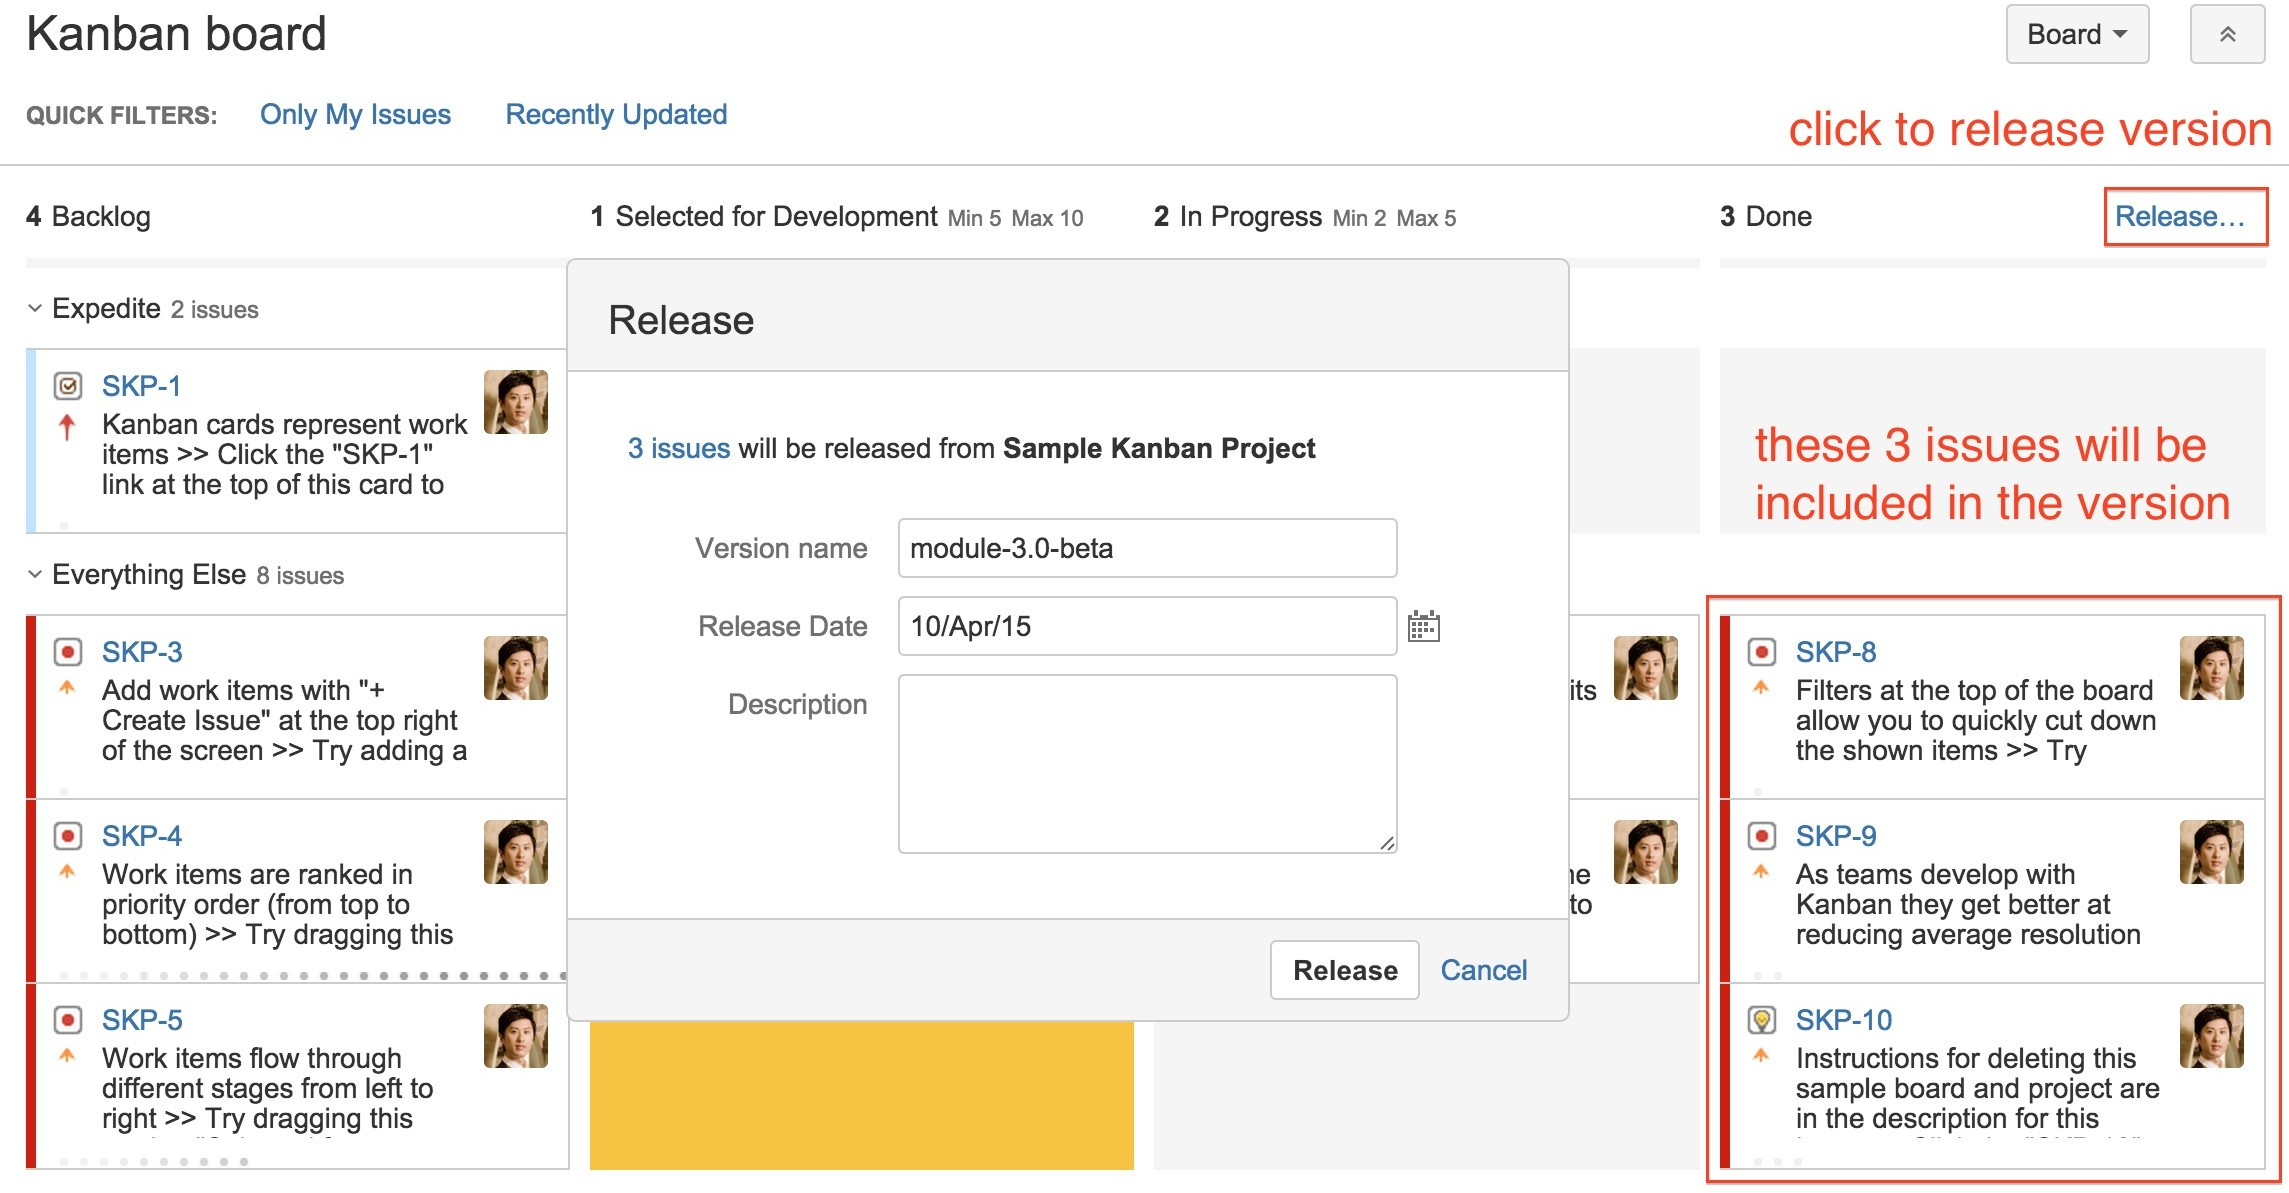 Kanban board
Board
QUICK FILTERS: Only My Issues Recently Updated
click to release version
4 Backlog
1 Selected for Development Min 5 Max 10
2 In Progress Min 2 Max 5
3 Done
Release...
Expedite 2 issues
SKP-1
Kanban cards represent work
items >> Click the "SKP-1"
link at the top of this card to
Everything Else 8 issues
SKP-3
Add work items with "+
Create Issue" at the top right
of the screen >> Try adding a
SKP-4
Work items are ranked in
priority order (from top to
bottom) >> Try dragging this
SKP-5
Work items flow through
different stages from left to
right >> Try dragging this
Release
3 issues will be released from Sample Kanban Project
Version name module-3.0-beta
Release Date 10/Apr/15
Description
Release Cancel
its
to
these 3 issues will be
included in the version
SKP-8
Filters at the top of the board
allow you to quickly cut down
the shown items >> Try
SKP-9
As teams develop with
Kanban they get better at
reducing average resolution
SKP-10
Instructions for deleting this
sample board and project are
in the description for this